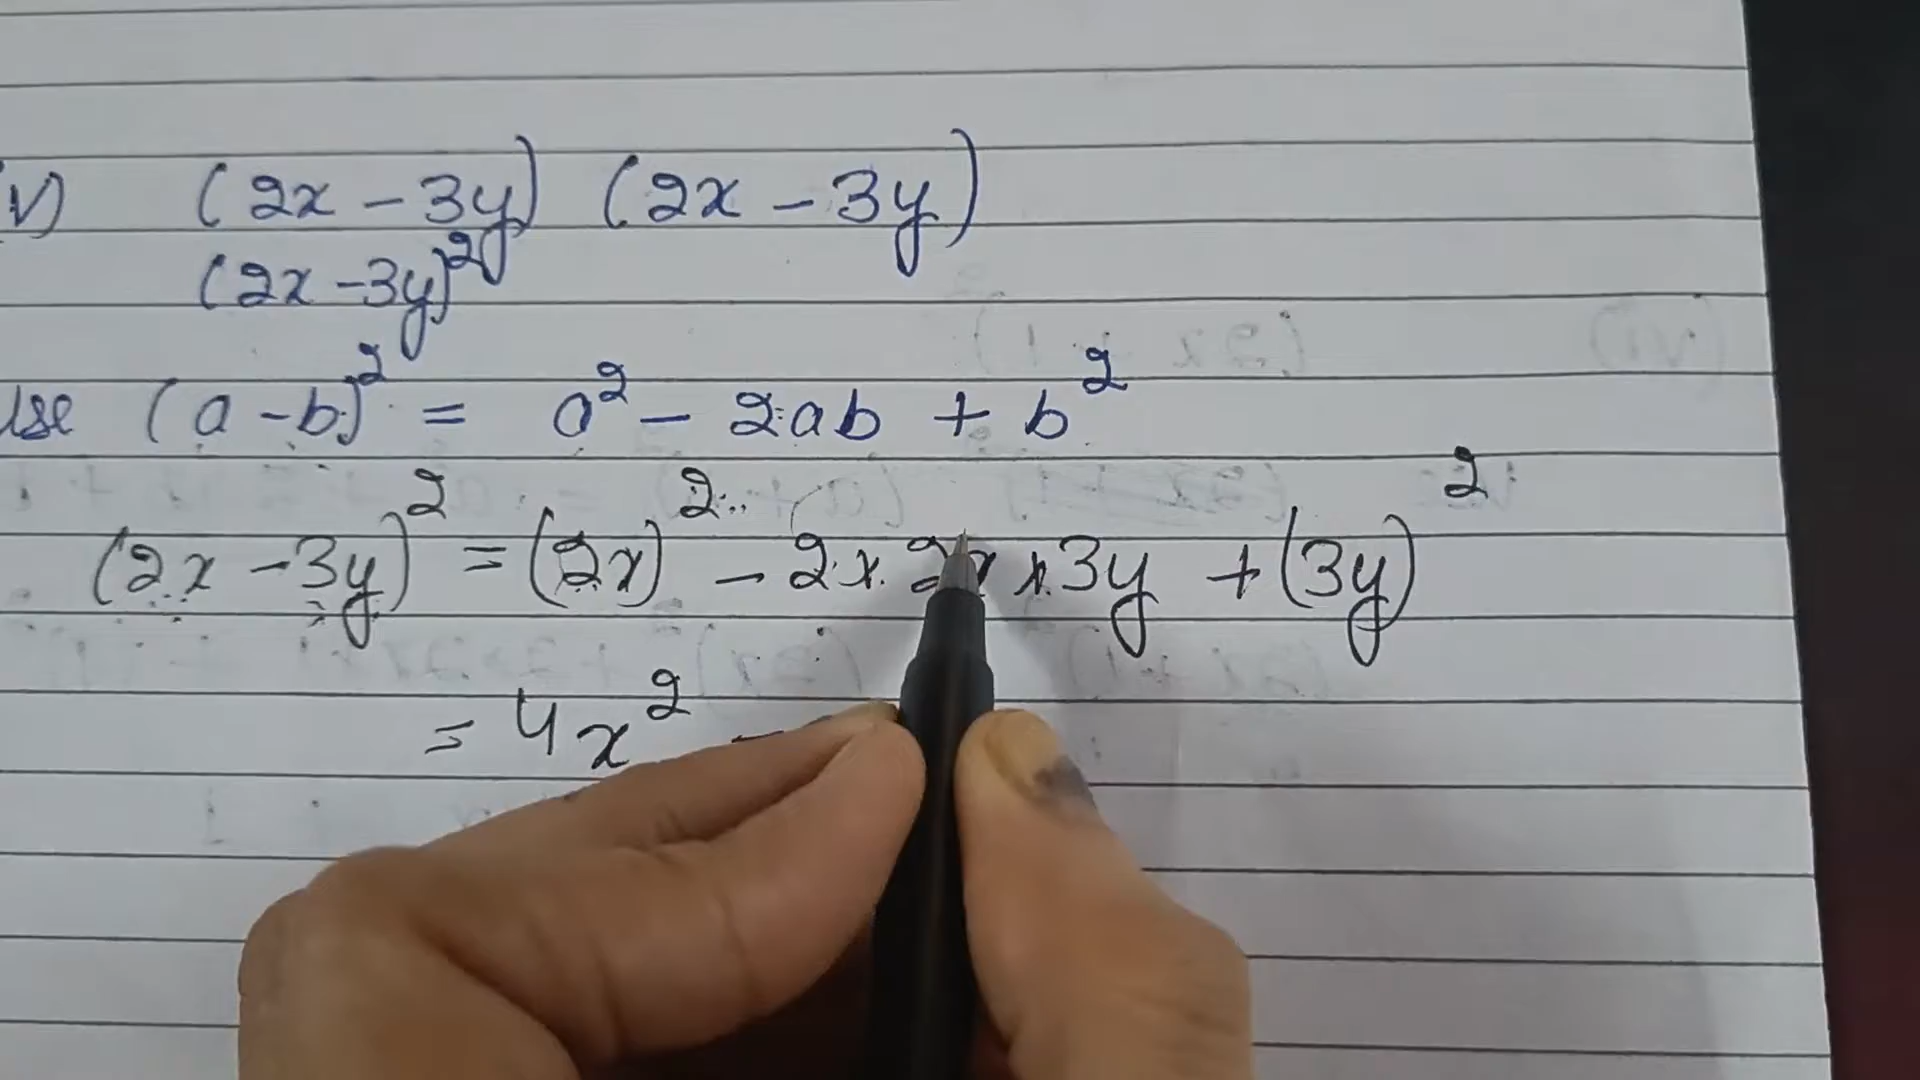 V) (2x - 3y) (2x - 3y)
(2x - 3y)²
use (a - b)² = a² - 2ab + b²
(2x - 3y)² = (2x)² - 2 x 2x x 3y + (3y)²
= 4x² -